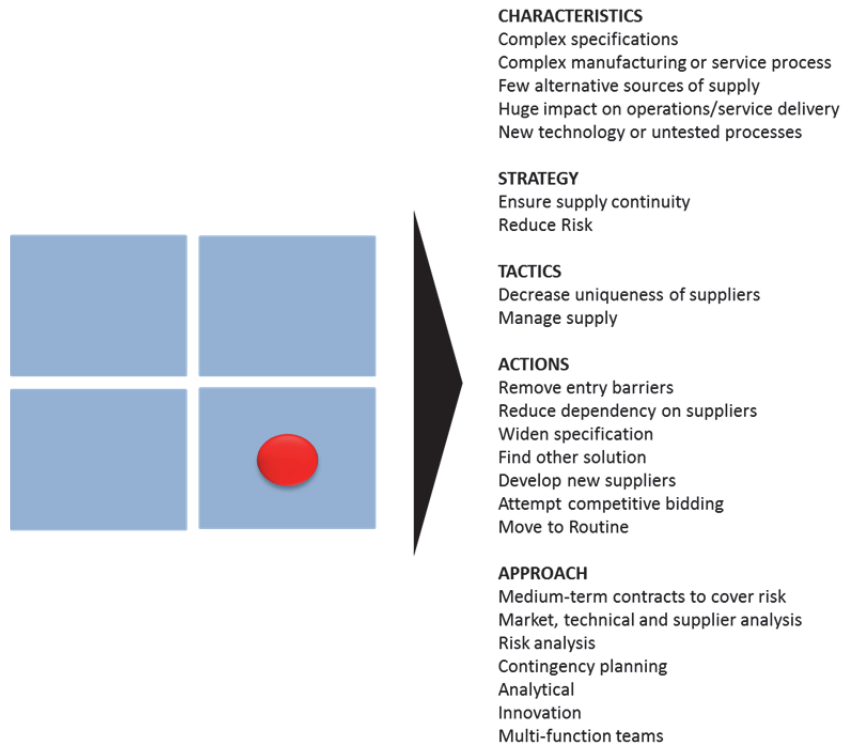 CHARACTERISTICS
Complex specifications
Complex manufacturing or service process
Few alternative sources of supply
Huge impact on operations/service delivery
New technology or untested processes
STRATEGY
Ensure supply continuity
Reduce Risk
TACTICS
Decrease uniqueness of suppliers
Manage supply
ACTIONS
Remove entry barriers
Reduce dependency on suppliers
Widen specification
Find other solution
Develop new suppliers
Attempt competitive bidding
Move to Routine
APPROACH
Medium-term contracts to cover risk
Market, technical and supplier analysis
Risk analysis
Contingency planning
Analytical
Innovation
Multi-function teams